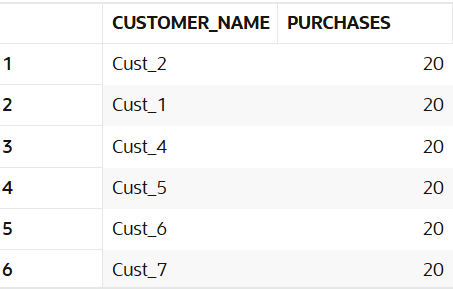 CUSTOMER_NAME PURCHASES
1 Cust_2 20
2 Cust_1 20
3 Cust_4 20
4 Cust_5 20
5 Cust_6 20
6 Cust_7 20